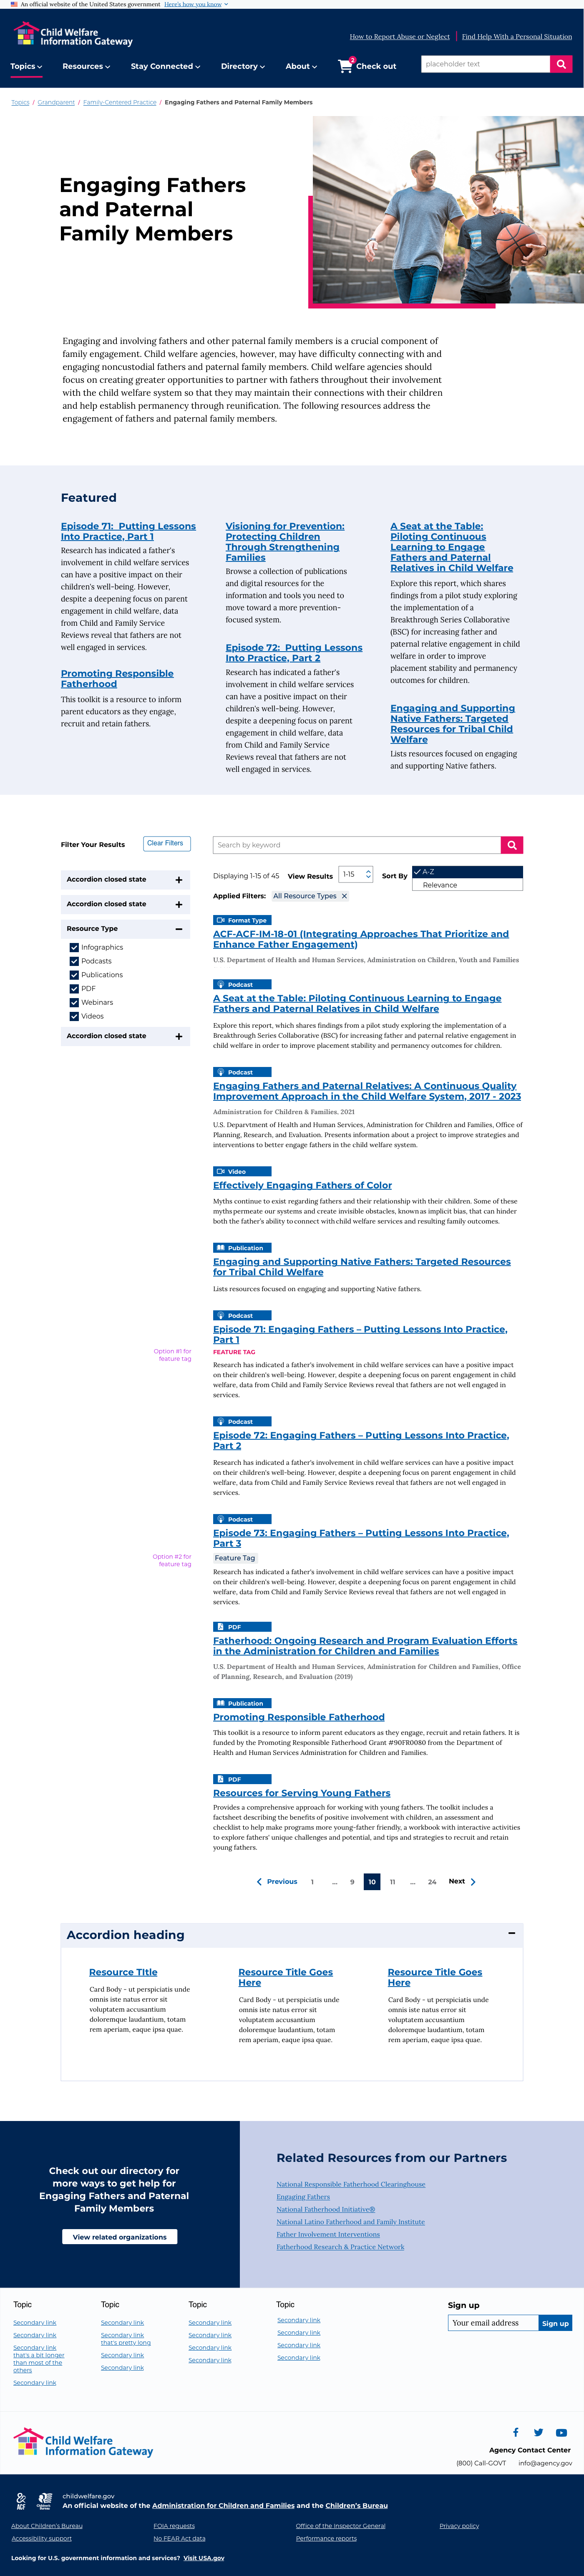 An official website of the United States government Here's how you know
Child Welfare
Information Gateway
How to Report Abuse or Neglect
Find Help With a Personal Situation
Topics
Resources
Stay Connected
Directory
About
2
Check out
placeholder text
Topics / Grandparent / Family-Centered Practice / Engaging Fathers and Paternal Family Members
Engaging Fathers
and Paternal
Family Members
Engaging and involving fathers and other paternal family members is a crucial component of
family engagement. Child welfare agencies, however, may have difficulty connecting with and
engaging noncustodial fathers and paternal family members. Child welfare agencies should
focus on creating greater opportunities to partner with fathers throughout their involvement
with the child welfare system so that they may maintain their connections with their children
and help establish permanency through reunification. The following resources address the
engagement of fathers and paternal family members.
Featured
Episode 71: Putting Lessons
Into Practice, Part 1
Research has indicated a father's
involvement in child welfare services
can have a positive impact on their
children's well-being. However,
despite a deepening focus on parent
engagement in child welfare, data
from Child and Family Service
Reviews reveal that fathers are not
well engaged in services.
Promoting Responsible
Fatherhood
This toolkit is a resource to inform
parent educators as they engage,
recruit and retain fathers.
Visioning for Prevention:
Protecting Children
Through Strengthening
Families
Browse a collection of publications
and digital resources for the
information and tools you need to
move toward a more prevention-
focused system.
Episode 72: Putting Lessons
Into Practice, Part 2
Research has indicated a father's
involvement in child welfare services
can have a positive impact on their
children's well-being. However,
despite a deepening focus on parent
engagement in child welfare, data
from Child and Family Service
Reviews reveal that fathers are not
well engaged in services.
A Seat at the Table:
Piloting Continuous
Learning to Engage
Fathers and Paternal
Relatives in Child Welfare
Explore this report, which shares
findings from a pilot study exploring
the implementation of a
Breakthrough Series Collaborative
(BSC) for increasing father and
paternal relative engagement in child
welfare in order to improve
placement stability and permanency
outcomes for children.
Engaging and Supporting
Native Fathers: Targeted
Resources for Tribal Child
Welfare
Lists resources focused on engaging
and supporting Native fathers.
Filter Your Results
Clear Filters
Accordion closed state
Accordion closed state
Resource Type
Infographics
Podcasts
Publications
PDF
Webinars
Videos
Accordion closed state
Search by keyword
Displaying 1-15 of 45
View Results
1-15
Sort By
A-Z
Relevance
Applied Filters:
All Resource Types
Format Type
ACF-ACF-IM-18-01 (Integrating Approaches That Prioritize and
Enhance Father Engagement)
U.S. Department of Health and Human Services, Administration on Children, Youth and Families
Podcast
A Seat at the Table: Piloting Continuous Learning to Engage
Fathers and Paternal Relatives in Child Welfare
Explore this report, which shares findings from a pilot study exploring the implementation of a
Breakthrough Series Collaborative (BSC) for increasing father and paternal relative engagement in
child welfare in order to improve placement stability and permanency outcomes for children.
Podcast
Engaging Fathers and Paternal Relatives: A Continuous Quality
Improvement Approach in the Child Welfare System, 2017 - 2023
Administration for Children & Families. 2021
U.S. Deparvtment of Health and Human Services, Administration for Children and Families, Office of
Planning, Research, and Evaluation. Presents information about a project to improve strategies and
interventions to better engage fathers in the child welfare system.
Video
Effectively Engaging Fathers of Color
Myths continue to exist regarding fathers and their relationship with their children. Some of these
myths permeate our systems and create invisible obstacles, known as implicit bias, that can hinder
both the father's ability to connect with child welfare services and resulting family outcomes.
Publication
Engaging and Supporting Native Fathers: Targeted Resources
for Tribal Child Welfare
Lists resources focused on engaging and supporting Native fathers.
Podcast
Episode 71: Engaging Fathers – Putting Lessons Into Practice,
Part 1
Option #1 for
feature tag
FEATURE TAG
Research has indicated a father's involvement in child welfare services can have a positive impact
on their children's well-being. However, despite a deepening focus on parent engagement in child
welfare, data from Child and Family Service Reviews reveal that fathers are not well engaged in
services.
Podcast
Episode 72: Engaging Fathers – Putting Lessons Into Practice,
Part 2
Research has indicated a father's involvement in child welfare services can have a positive impact
on their children's well-being. However, despite a deepening focus on parent engagement in child
welfare, data from Child and Family Service Reviews reveal that fathers are not well engaged in
services.
Podcast
Episode 73: Engaging Fathers – Putting Lessons Into Practice,
Part 3
Option #2 for
feature tag
Feature Tag
Research has indicated a father's involvement in child welfare services can have a positive impact
on their children's well-being. However, despite a deepening focus on parent engagement in child
welfare, data from Child and Family Service Reviews reveal that fathers are not well engaged in
services.
PDF
Fatherhood: Ongoing Research and Program Evaluation Efforts
in the Administration for Children and Families
U.S. Department of Health and Human Services, Administration for Children and Families, Office
of Planning, Research, and Evaluation (2019)
Publication
Promoting Responsible Fatherhood
This toolkit is a resource to inform parent educators as they engage, recruit and retain fathers. It is
funded by the Promoting Responsible Fatherhood Grant #90FR0080 from the Department of
Health and Human Services Administration for Children and Families.
PDF
Resources for Serving Young Fathers
Provides a comprehensive approach for working with young fathers. The toolkit includes a
factsheet describing the benefits of positive involvement with children, an assessment and
checklist to help make programs young-father friendly, a workbook with interactive activities
to explore fathers' unique challenges and potential, and tips and strategies to recruit and retain
young fathers.
Previous 1 ... 9 10 11 ... 24 Next
Accordion heading
Resource TItle
Card Body - ut perspiciatis unde
omnis iste natus error sit
voluptatem accusantium
doloremque laudantium, totam
rem aperiam, eaque ipsa quae.
Resource Title Goes
Here
Card Body - ut perspiciatis unde
omnis iste natus error sit
voluptatem accusantium
doloremque laudantium, totam
rem aperiam, eaque ipsa quae.
Resource Title Goes
Here
Card Body - ut perspiciatis unde
omnis iste natus error sit
voluptatem accusantium
doloremque laudantium, totam
rem aperiam, eaque ipsa quae.
Check out our directory for
more ways to get help for
Engaging Fathers and Paternal
Family Members
View related organizations
Related Resources from our Partners
National Responsible Fatherhood Clearinghouse
Engaging Fathers
National Fatherhood Initiative®
National Latino Fatherhood and Family Institute
Father Involvement Interventions
Fatherhood Research & Practice Network
Topic
Secondary link
Secondary link
Secondary link
that's a bit longer
than most of the
others
Secondary link
Topic
Secondary link
Secondary link
that's pretty long
Secondary link
Secondary link
Topic
Secondary link
Secondary link
Secondary link
Secondary link
Topic
Secondary link
Secondary link
Secondary link
Secondary link
Sign up
Your email address
Sign up
Child Welfare
Information Gateway
Agency Contact Center
(800) Call-GOVT info@agency.gov
ACF
Children's
Bureau
childwelfare.gov
An official website of the Administration for Children and Families and the Children's Bureau
About Children's Bureau
FOIA requests
Office of the Inspector General
Privacy policy
Accessibility support
No FEAR Act data
Performance reports
Looking for U.S. government information and services? Visit USA.gov